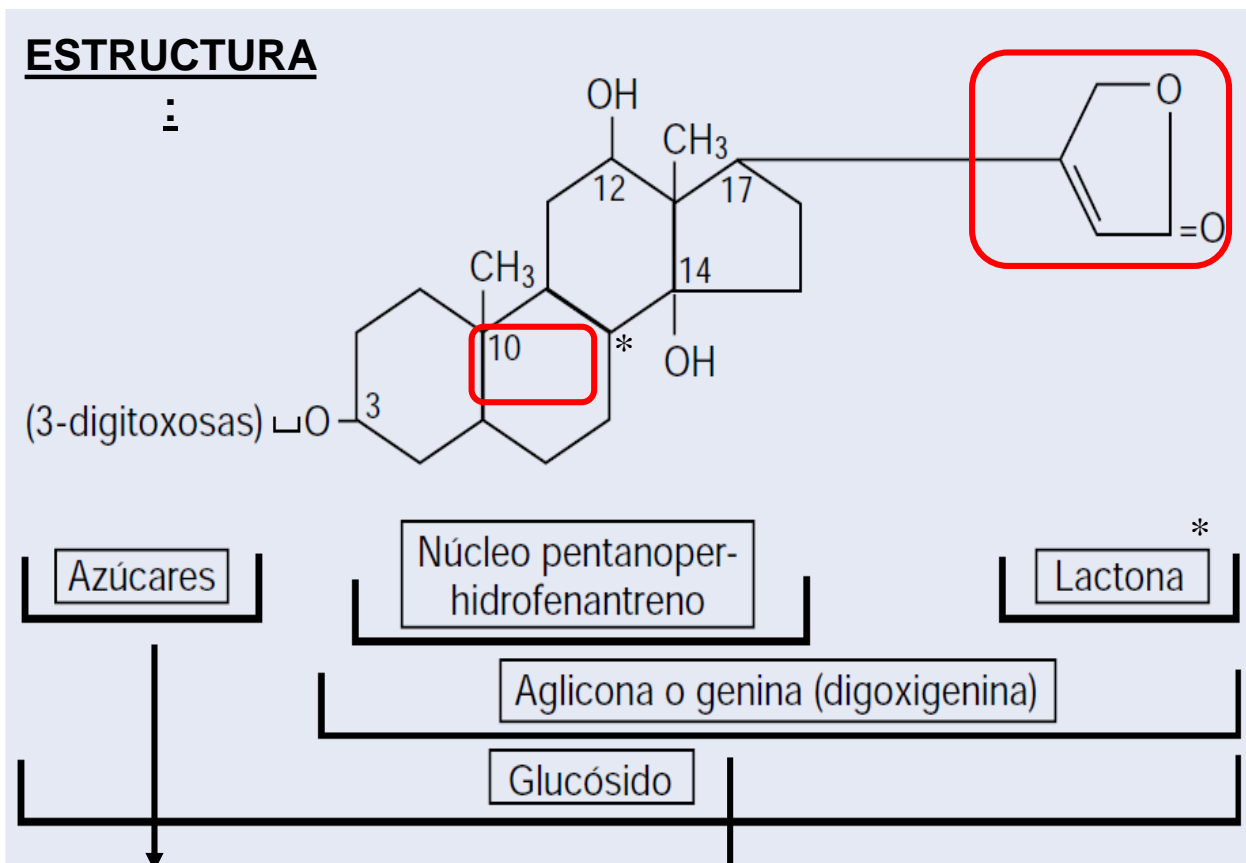 ESTRUCTURA
:
OH
O
CH3
12
17
=O
CH3
14
10
*
OH
3
(3-digitoxosas) O
*
Azúcares
Núcleo pentanoper-
hidrofenantreno
Lactona
Aglicona o genina (digoxigenina)
Glucósido